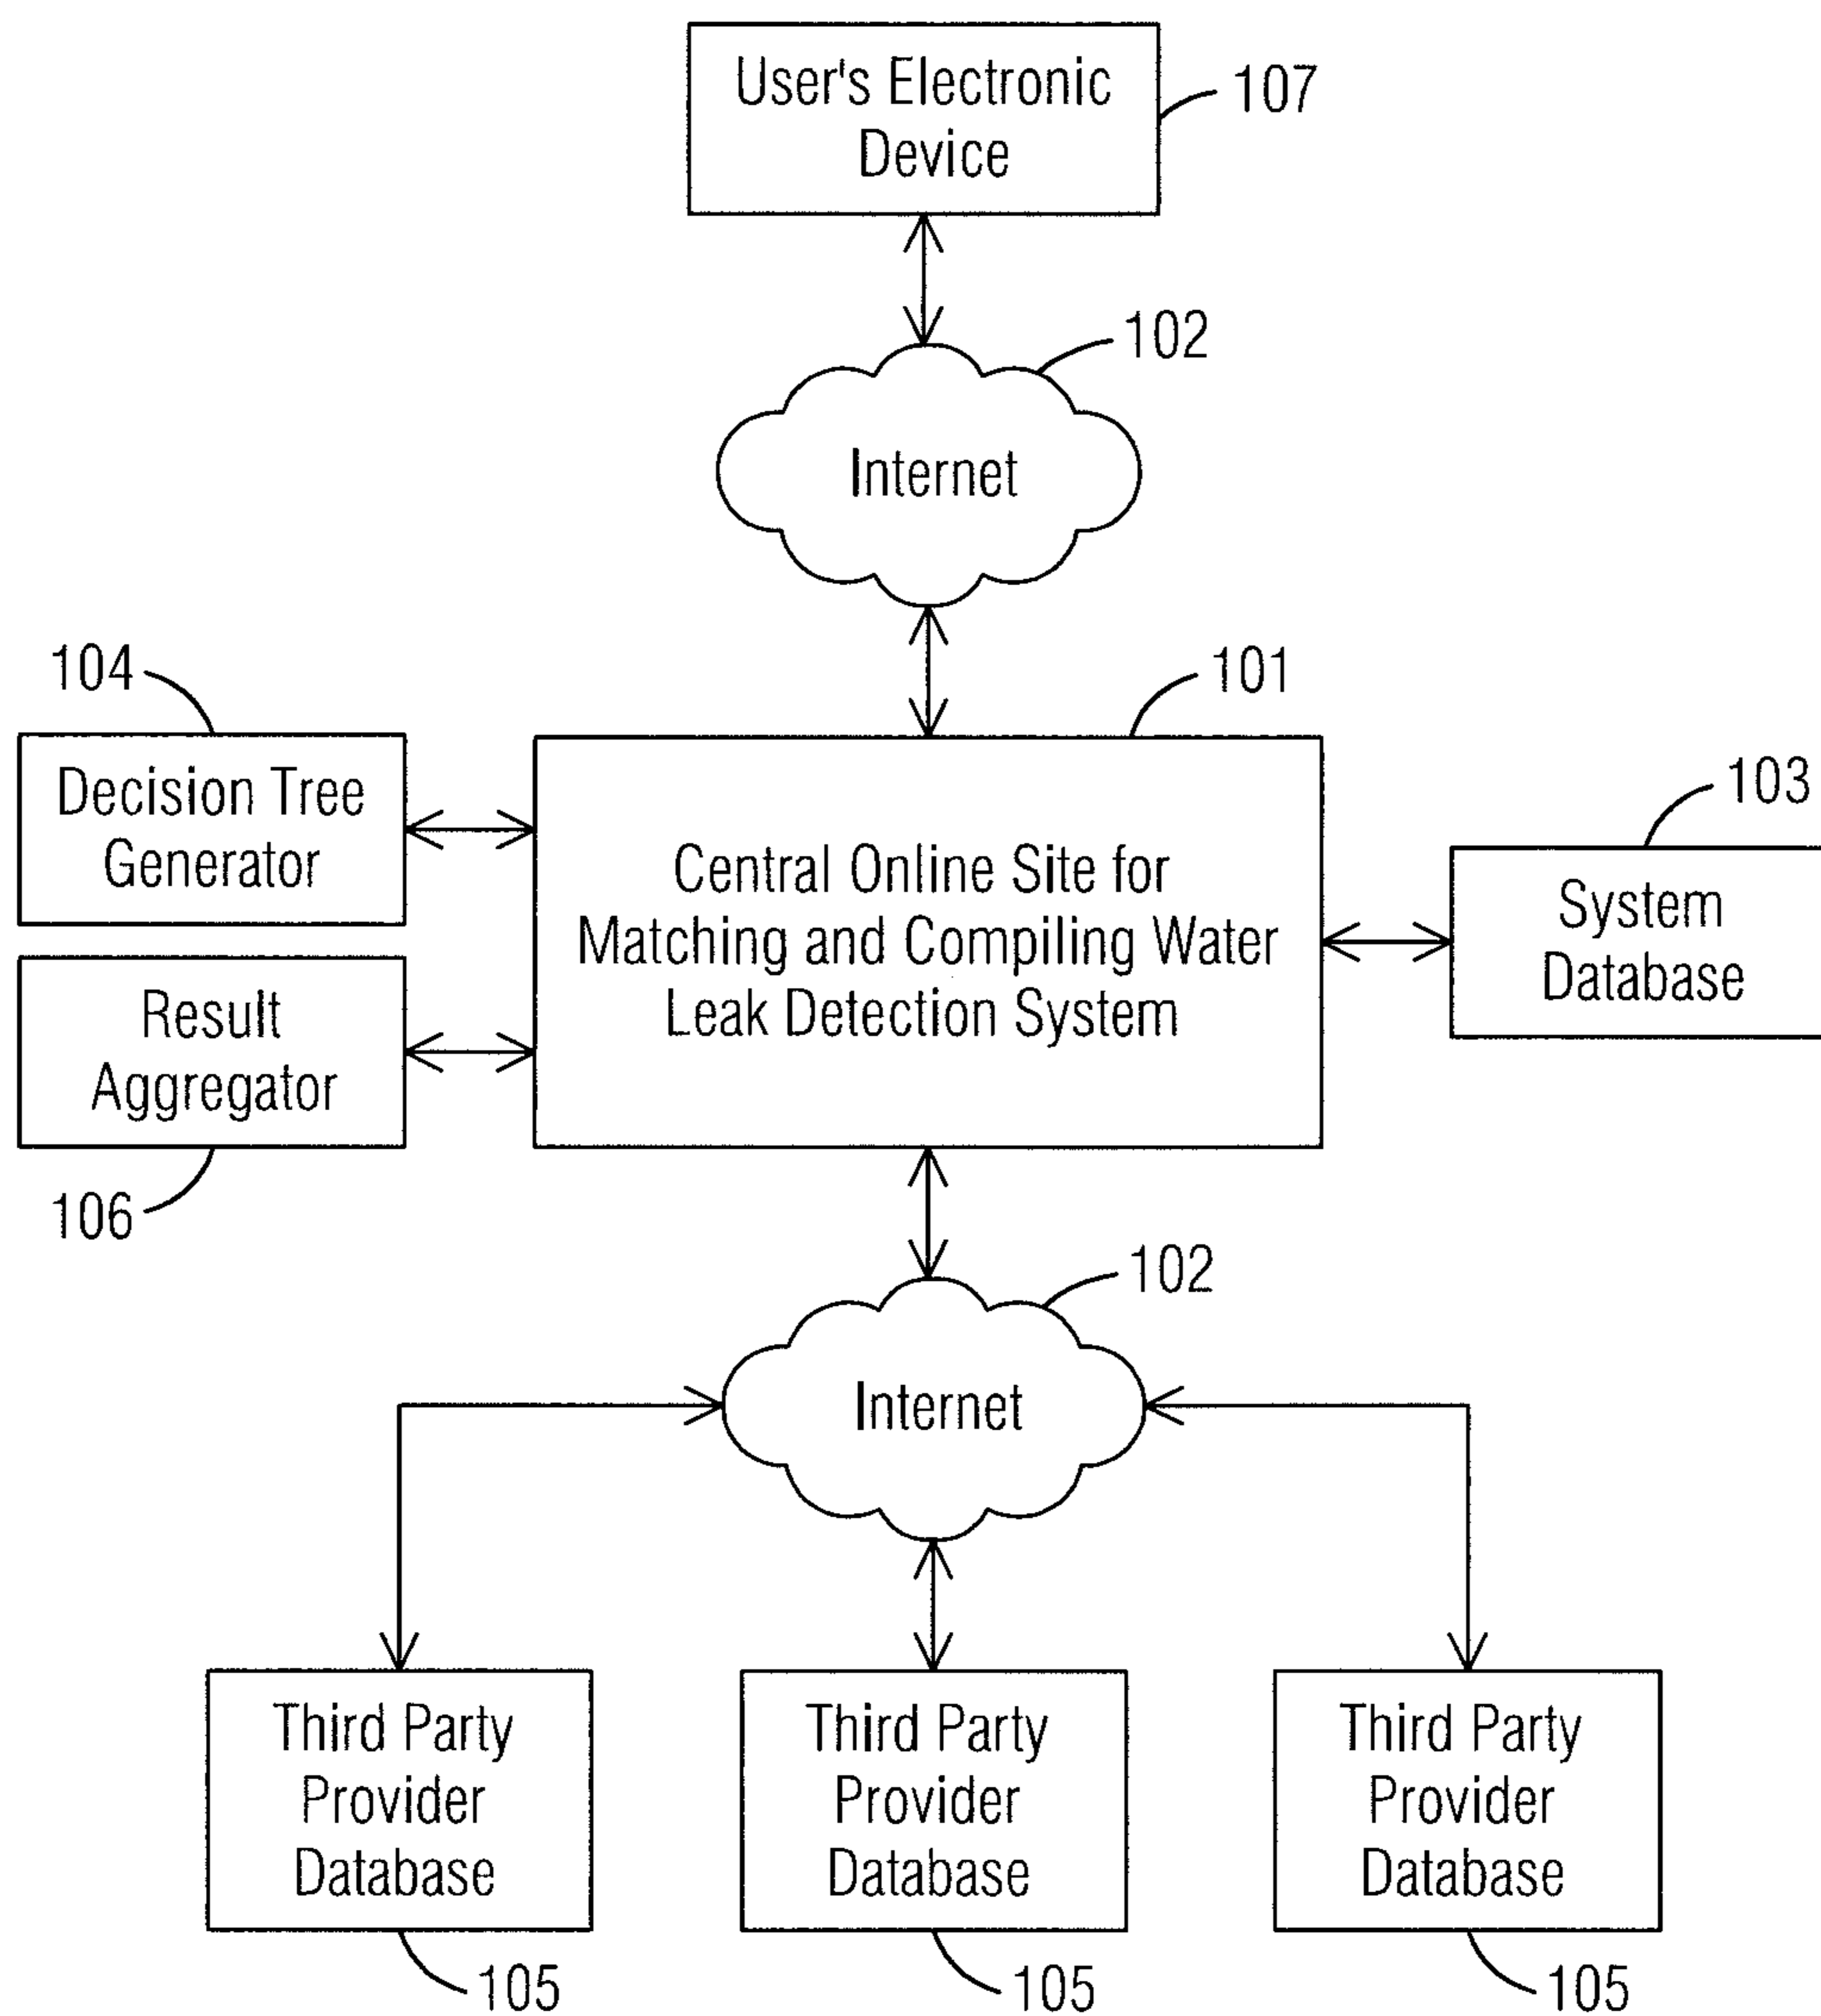 User's Electronic
Device
107
102
Internet
104
101
Decision Tree
Generator
103
Central Online Site for
Matching and Compiling Water
Leak Detection System
System
Database
Result
Aggregator
106
102
Internet
Third Party
Provider
Database
Third Party
Provider
Database
Third Party
Provider
Database
105
105
105